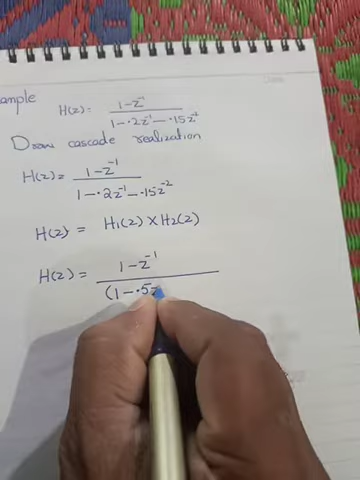 ample H(z) = 1-z⁻¹
1-.2z⁻¹-.15z⁻²
Draw cascade realization
H(z) = 1-z⁻¹
1-.2z⁻¹-.15z⁻²
H(z) = H1(z) X H2(z)
H(z) = 1-z⁻¹
(1-.5z